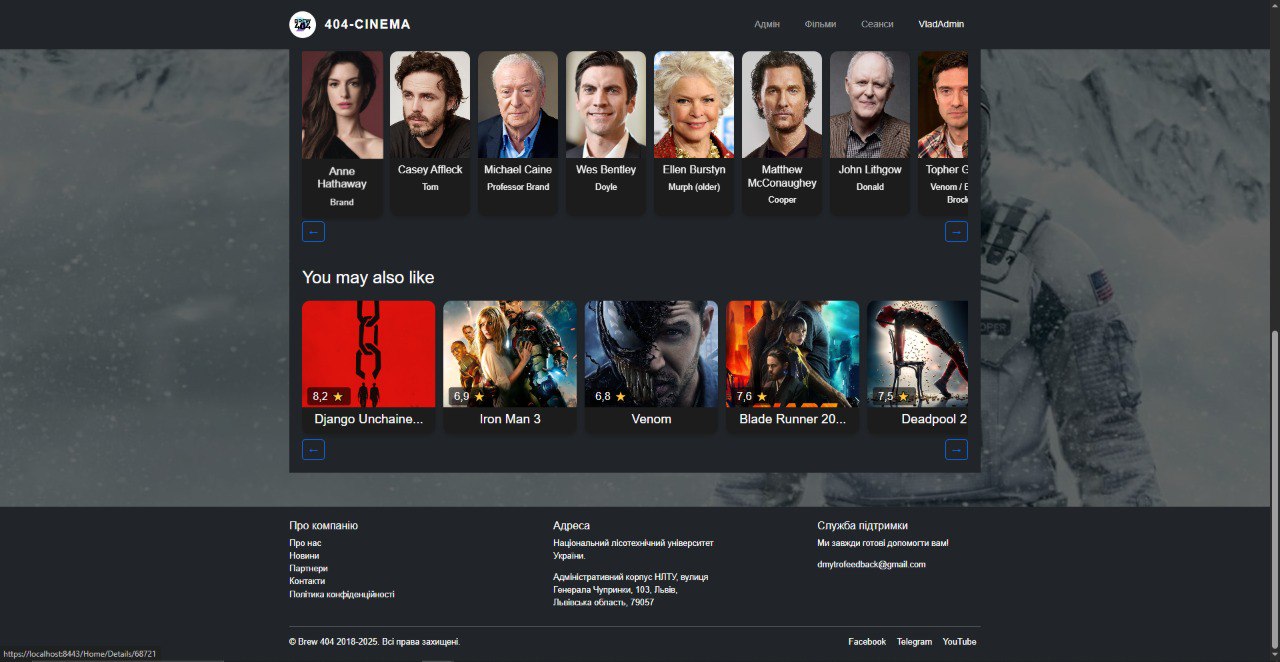 BREW 404
404-CINEMA
Адмін
Фільми
Сеанси
VladAdmin
Anne
Hathaway
Brand
Casey Affleck
Tom
Michael Caine
Professor Brand
Wes Bentley
Doyle
Ellen Burstyn
Murph (older)
Matthew
McConaughey
Cooper
John Lithgow
Donald
Topher G
Venom / E
Brock
←
→
You may also like
8,2 ★
Django Unchaine...
6,9 ★
Iron Man 3
6,8 ★
Venom
7,6 ★
Blade Runner 20...
7,5 ★
Deadpool 2
←
→
OOPER
Про компанію
Про нас
Новини
Партнери
Контакти
Політика конфіденційності
Адреса
Національний лісотехнічний університет
України.
Адміністративний корпус НЛТУ, вулиця
Генерала Чупринки, 103, Львів,
Львівська область, 79057
Служба підтримки
Ми завжди готові допомогти вам!
dmytrofeedback@gmail.com
© Brew 404 2018-2025. Всі права захищені.
Facebook
Telegram
YouTube
https://localhost:8443/Home/Details/68721